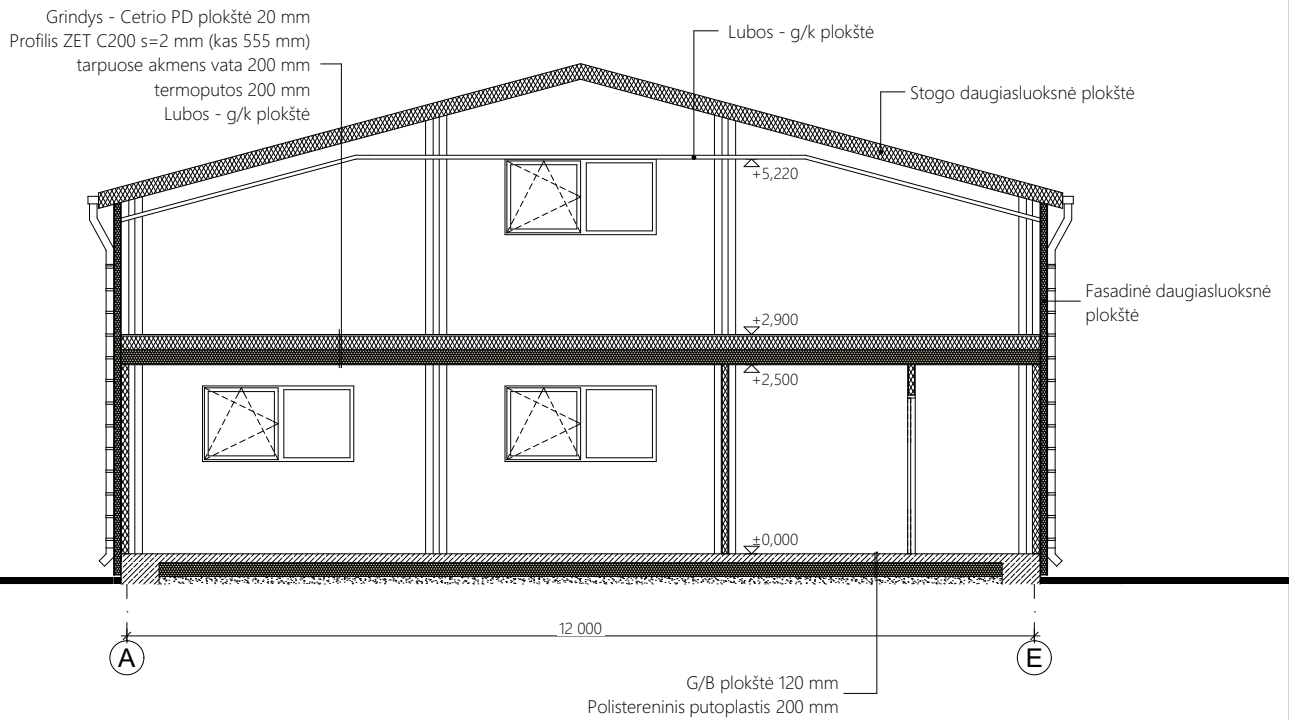 Grindys - Cetrio PD plokštė 20 mm
Profilis ZET C200 s=2 mm (kas 555 mm)
tarpuose akmens vata 200 mm
termoputos 200 mm
Lubos - g/k plokštė
Lubos - g/k plokštė
Stogo daugiasluoksnė plokštė
+5,220
Fasadinė daugiasluoksnė
plokštė
+2,900
+2,500
±0,000
12 000
A
E
G/B plokštė 120 mm
Polistereninis putoplastis 200 mm